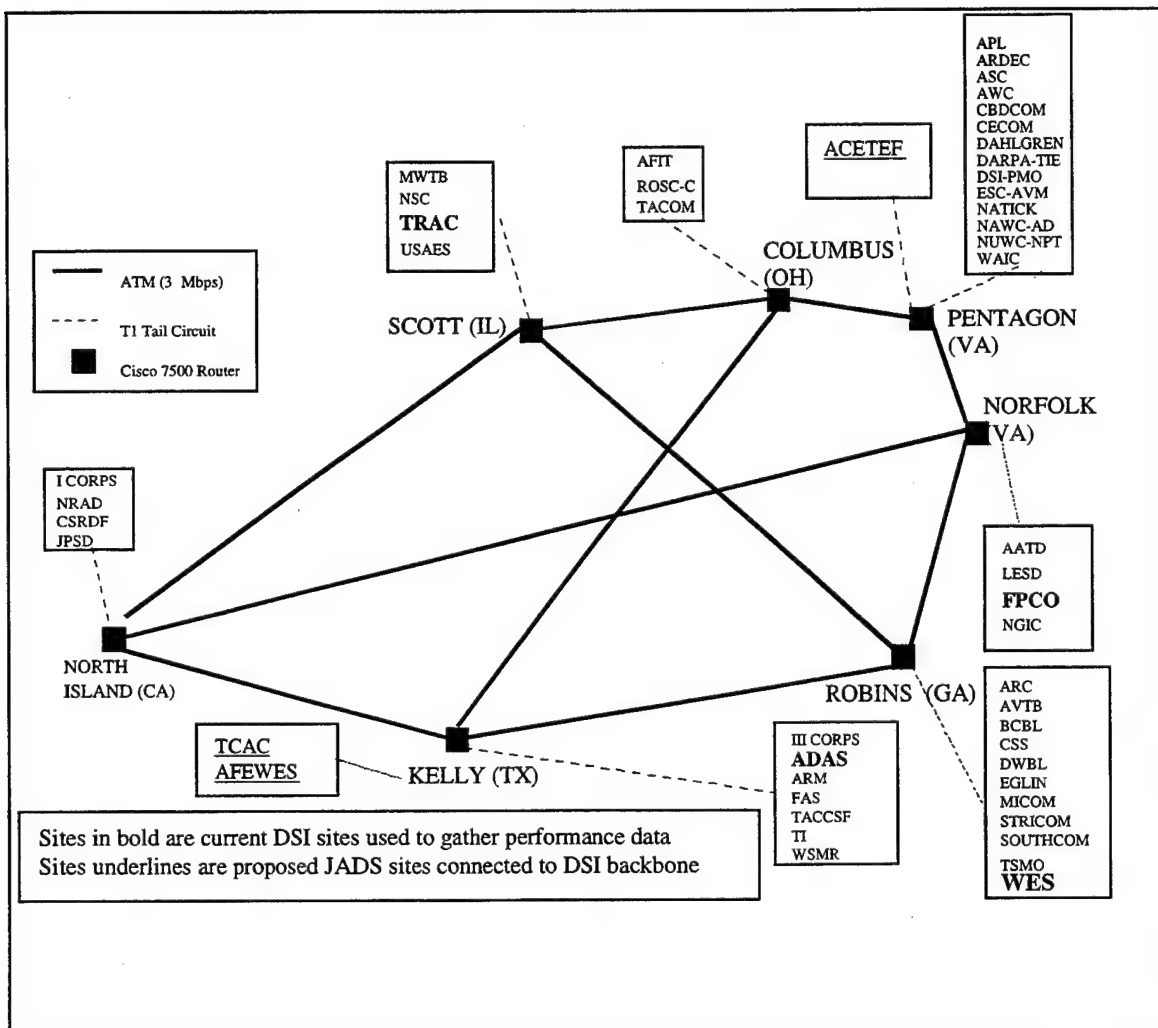 APL
ARDEC
ASC
AWC
CBDCOM
CECOM
DAHLGREN
DARPA-TIE
DSI-PMO
ESC-AVM
NATICK
NAWC-AD
NUWC-NPT
WAIC
ACETEF
AFIT
ROSC-C
TACOM
MWTB
NSC
TRAC
USAES
ATM (3 Mbps)
T1 Tail Circuit
Cisco 7500 Router
SCOTT (IL)
COLUMBUS
(OH)
PENTAGON
(VA)
NORFOLK
(VA)
I CORPS
NRAD
CSRDF
JPSD
NORTH
ISLAND (CA)
AATD
LESD
FPCO
NGIC
ROBINS (GA)
TCAC
AFEWES
KELLY (TX)
III CORPS
ADAS
ARM
FAS
TACCSF
TI
WSMR
ARC
AVTB
BCBL
CSS
DWBL
EGLIN
MICOM
STRICOM
SOUTHCOM
TSMO
WES
Sites in bold are current DSI sites used to gather performance data
Sites underlines are proposed JADS sites connected to DSI backbone